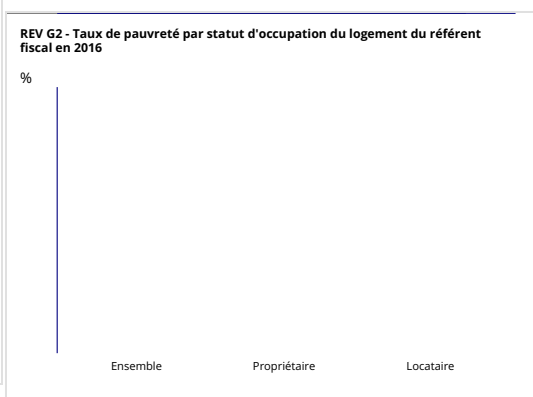 REV G2 - Taux de pauvreté par statut d'occupation du logement du référent
fiscal en 2016
%
Ensemble Propriétaire Locataire